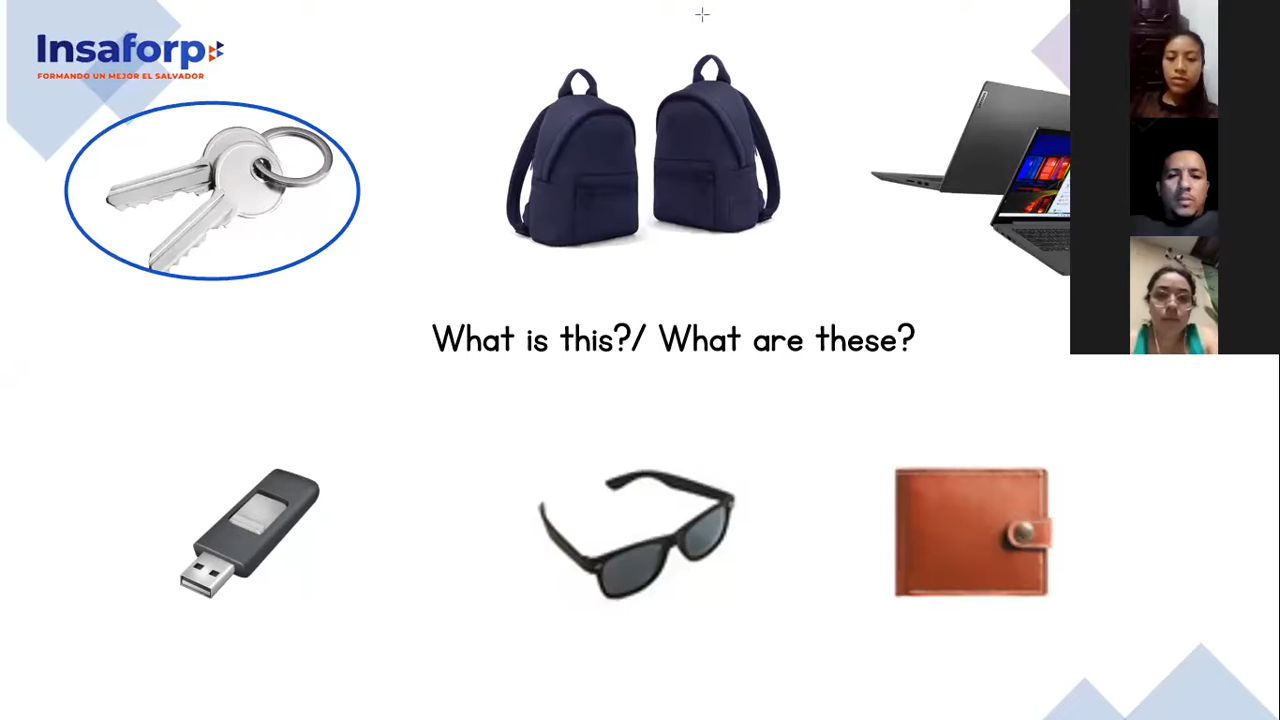 Insaforp
FORMANDO UN MEJOR EL SALVADOR
What is this?/ What are these?